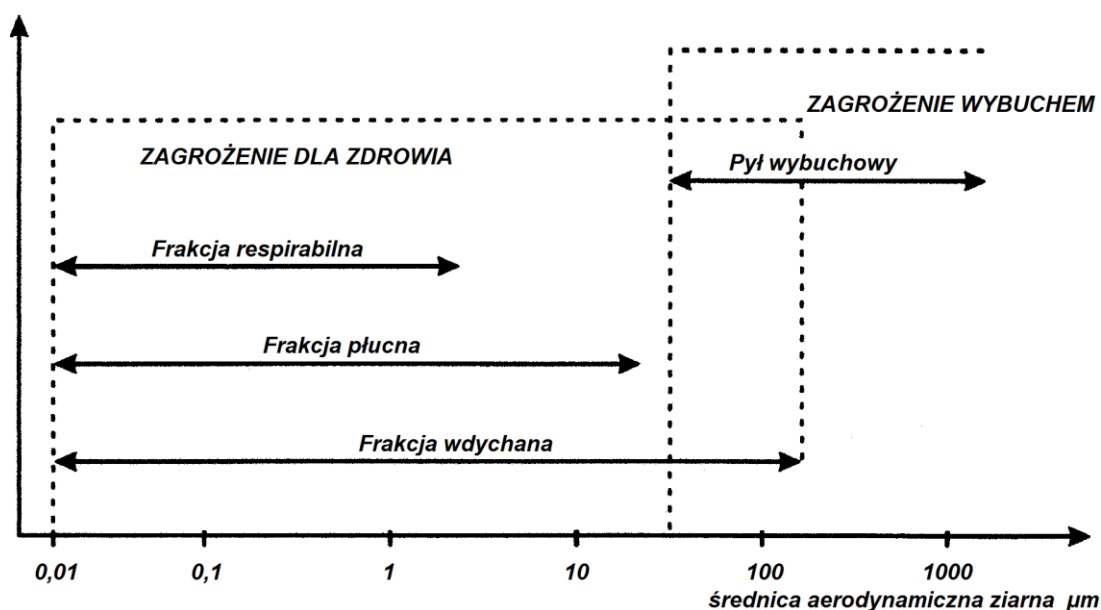 ZAGROŻENIE WYBUCHEM
ZAGROŻENIE DLA ZDROWIA
Pył wybuchowy
Frakcja respirabilna
Frakcja płucna
Frakcja wdychana
0,01 0,1 1 10 100 1000
średnica aerodynamiczna ziarna µm